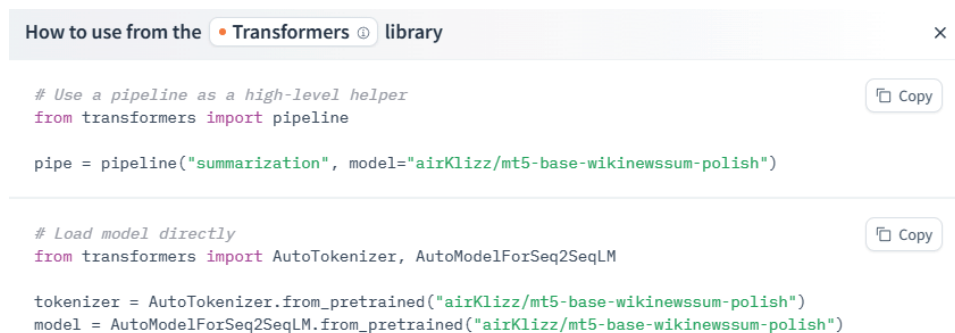 How to use from the Transformers library
# Use a pipeline as a high-level helper
Copy
from transformers import pipeline
pipe = pipeline("summarization", model="airKlizz/mt5-base-wikinewssum-polish")
# Load model directly
Copy
from transformers import AutoTokenizer, AutoModelForSeq2SeqLM
tokenizer = AutoTokenizer.from_pretrained("airKlizz/mt5-base-wikinewssum-polish")
model = AutoModelForSeq2SeqLM.from_pretrained("airKlizz/mt5-base-wikinewssum-polish")